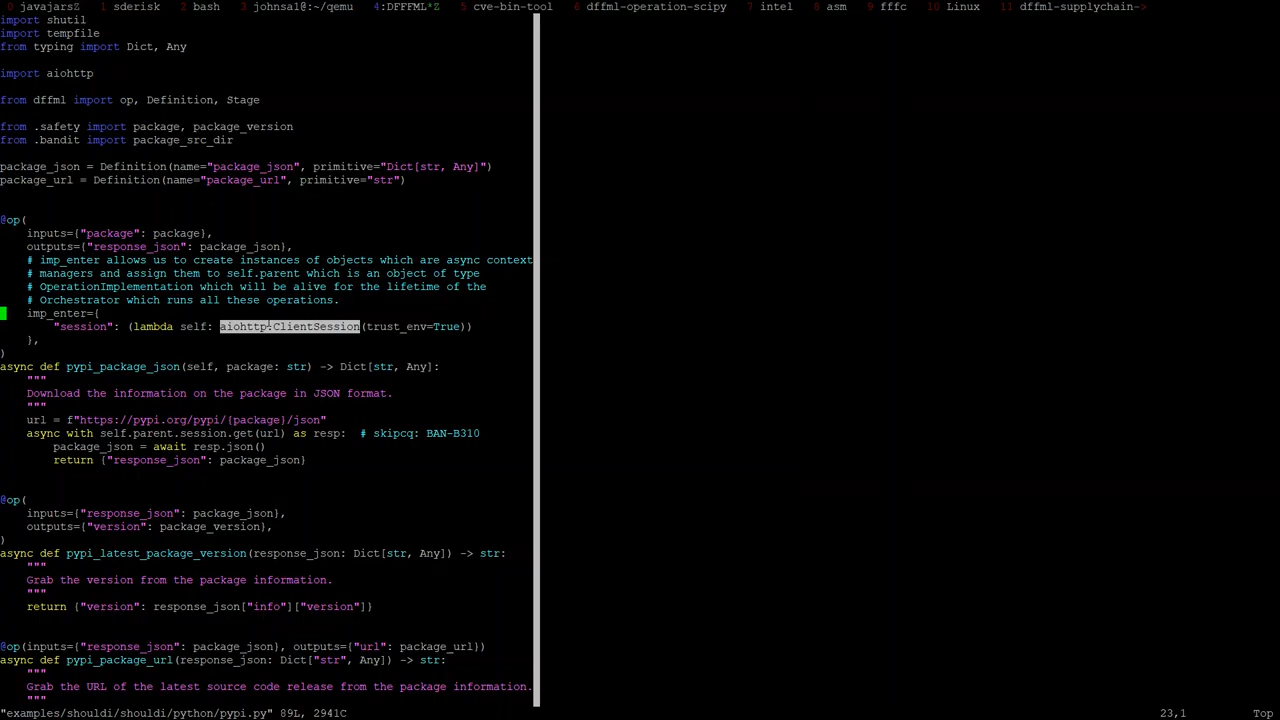 0 javajarsZ   1 sderisk   2 bash   3 johnsal@:~/qemu   4:DFFFML*Z   5 cve-bin-tool   6 dffml-operation-scipy   7 intel   8 asm   9 fffc   10 Linux   11 dffml-supplychain->
import shutil
import tempfile
from typing import Dict, Any
import aiohttp
from dffml import op, Definition, Stage
from .safety import package, package_version
from .bandit import package_src_dir
package_json = Definition(name="package_json", primitive="Dict[str, Any]")
package_url = Definition(name="package_url", primitive="str")
@op(
    inputs={"package": package},
    outputs={"response_json": package_json},
    # imp_enter allows us to create instances of objects which are async context
    # managers and assign them to self.parent which is an object of type
    # OperationImplementation which will be alive for the lifetime of the
    # Orchestrator which runs all these operations.
    imp_enter={
        "session": (lambda self: aiohttp.ClientSession(trust_env=True))
    },
)
async def pypi_package_json(self, package: str) -> Dict[str, Any]:
    """
    Download the information on the package in JSON format.
    """
    url = f"https://pypi.org/pypi/{package}/json"
    async with self.parent.session.get(url) as resp:  # skipcq: BAN-B310
        package_json = await resp.json()
        return {"response_json": package_json}
@op(
    inputs={"response_json": package_json},
    outputs={"version": package_version},
)
async def pypi_latest_package_version(response_json: Dict[str, Any]) -> str:
    """
    Grab the version from the package information.
    """
    return {"version": response_json["info"]["version"]}
@op(inputs={"response_json": package_json}, outputs={"url": package_url})
async def pypi_package_url(response_json: Dict["str", Any]) -> str:
    """
    Grab the URL of the latest source code release from the package information.
    """
"examples/shouldi/shouldi/python/pypi.py" 89L, 2941C   23,1   Top